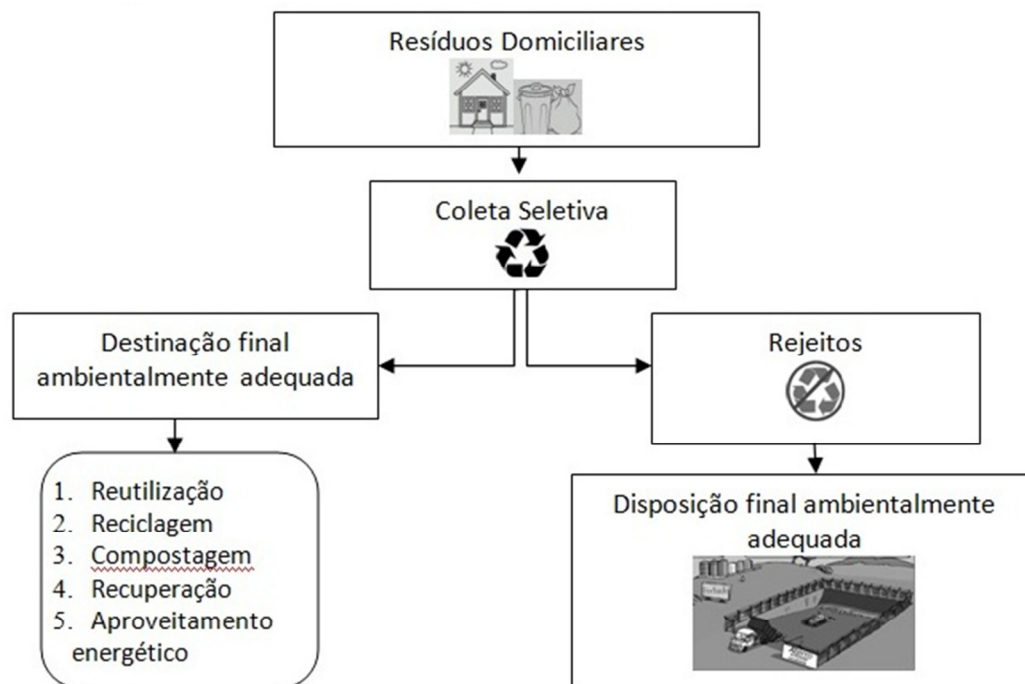 Resíduos Domiciliares
Coleta Seletiva
Destinação final
ambientalmente adequada
Rejeitos
1. Reutilização
2. Reciclagem
3. Compostagem
4. Recuperação
5. Aproveitamento
energético
Disposição final ambientalmente
adequada